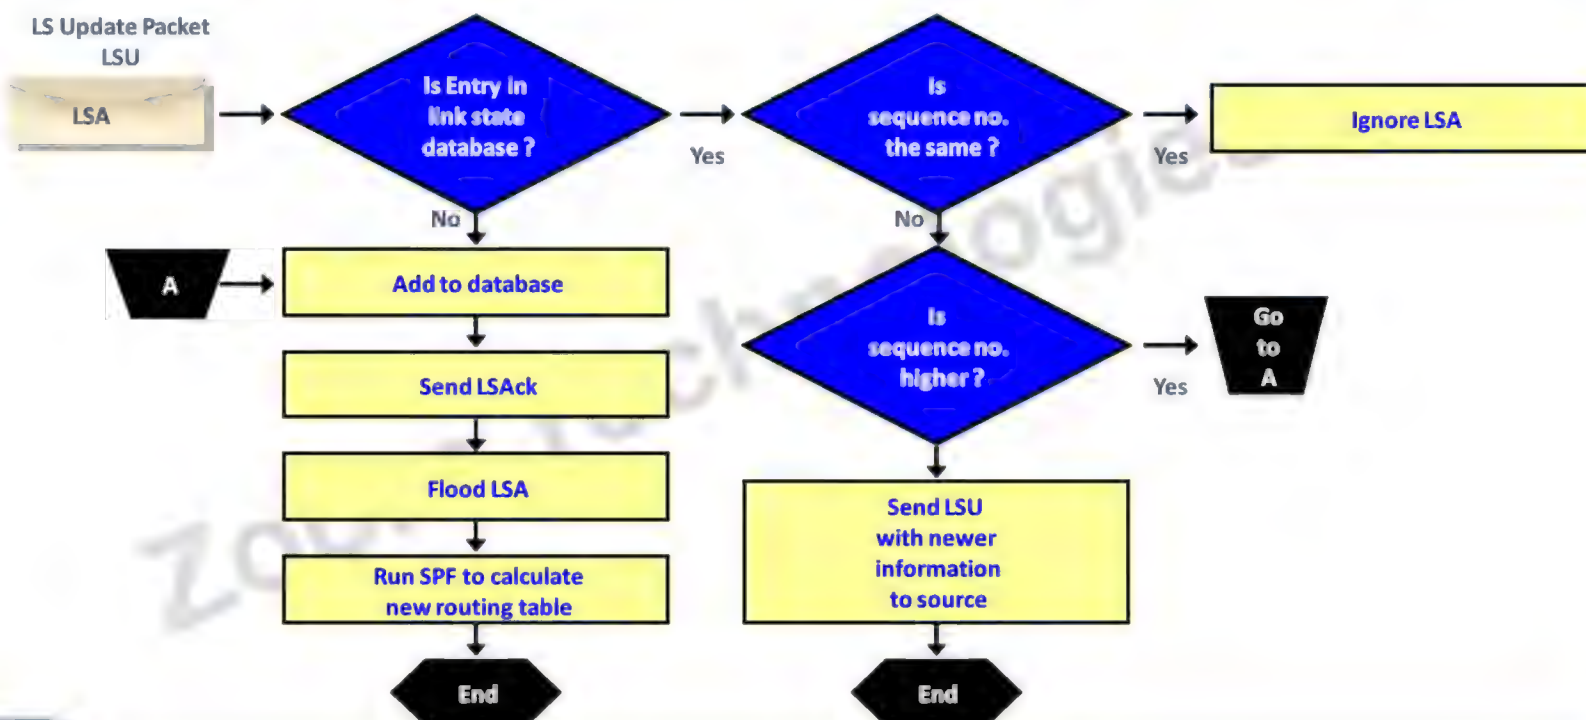 LS Update Packet
LSU
LSA
Is Entry in
link state
database ?
Yes
Is
sequence no.
the same ?
Yes
Ignore LSA
No
No
A
Add to database
Is
sequence no.
higher ?
Yes
Go
to
A
Send LSAck
Flood LSA
Send LSU
with newer
information
to source
Run SPF to calculate
new routing table
End
End